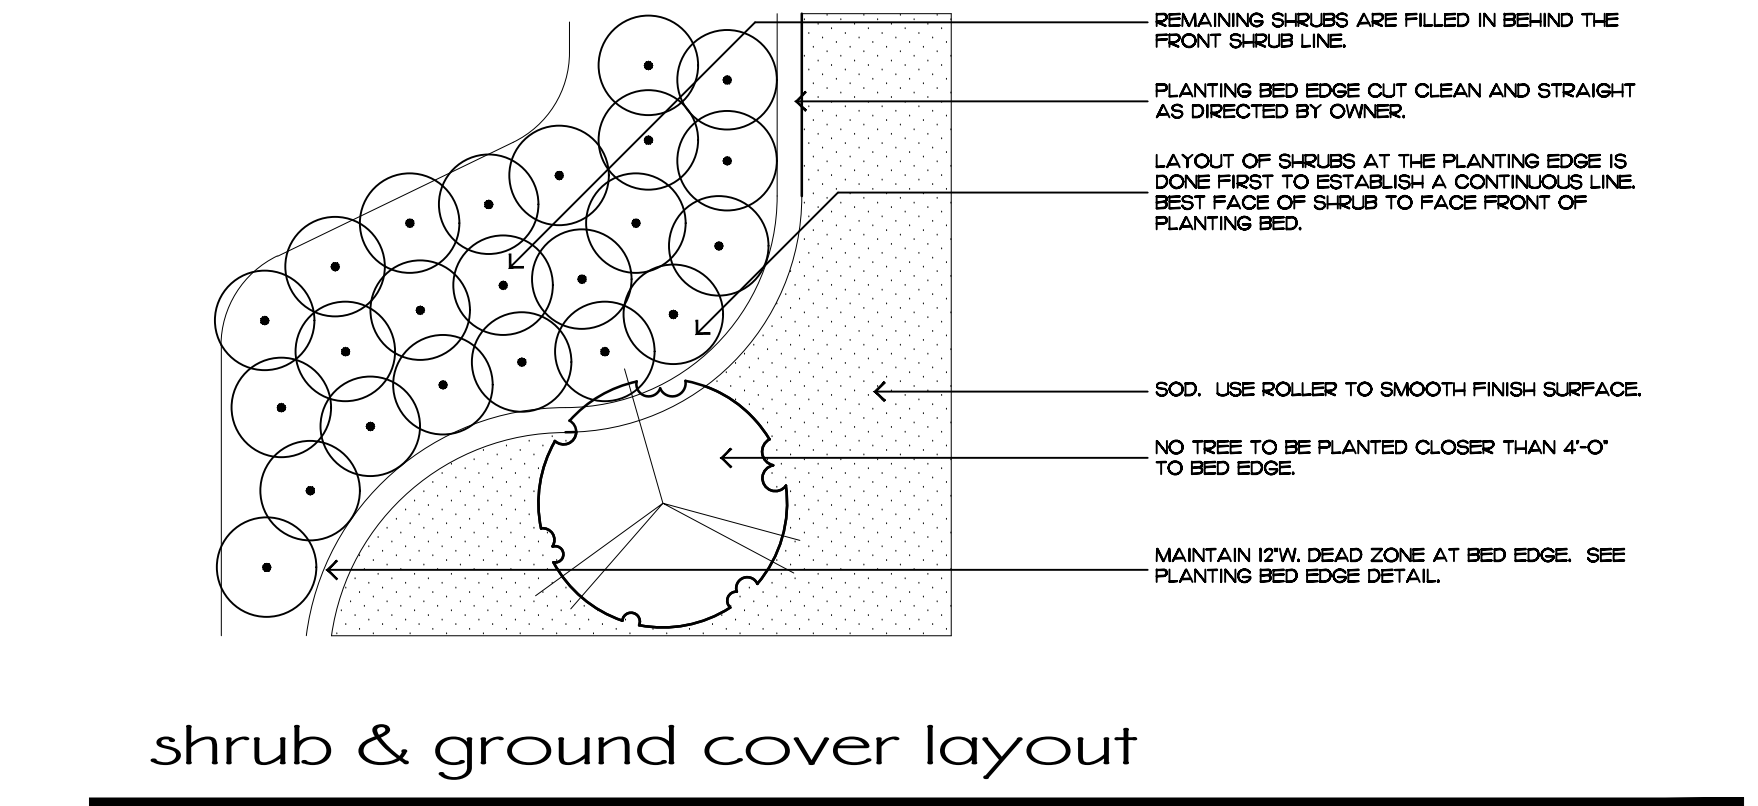 REMAINING SHRUBS ARE FILLED IN BEHIND THE
FRONT SHRUB LINE.
PLANTING BED EDGE CUT CLEAN AND STRAIGHT
AS DIRECTED BY OWNER.
LAYOUT OF SHRUBS AT THE PLANTING EDGE IS
DONE FIRST TO ESTABLISH A CONTINUOUS LINE.
BEST FACE OF SHRUB TO FACE FRONT OF
PLANTING BED.
SOD.  USE ROLLER TO SMOOTH FINISH SURFACE.
NO TREE TO BE PLANTED CLOSER THAN 4'-0"
TO BED EDGE.
MAINTAIN 12"W. DEAD ZONE AT BED EDGE.  SEE
PLANTING BED EDGE DETAIL.
shrub & ground cover layout